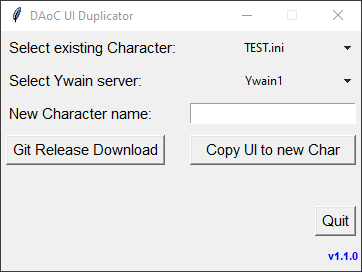 DAoC UI Duplicator
Select existing Character: TEST.ini
Select Ywain server: Ywain1
New Character name:
Git Release Download Copy UI to new Char
Quit
v1.1.0